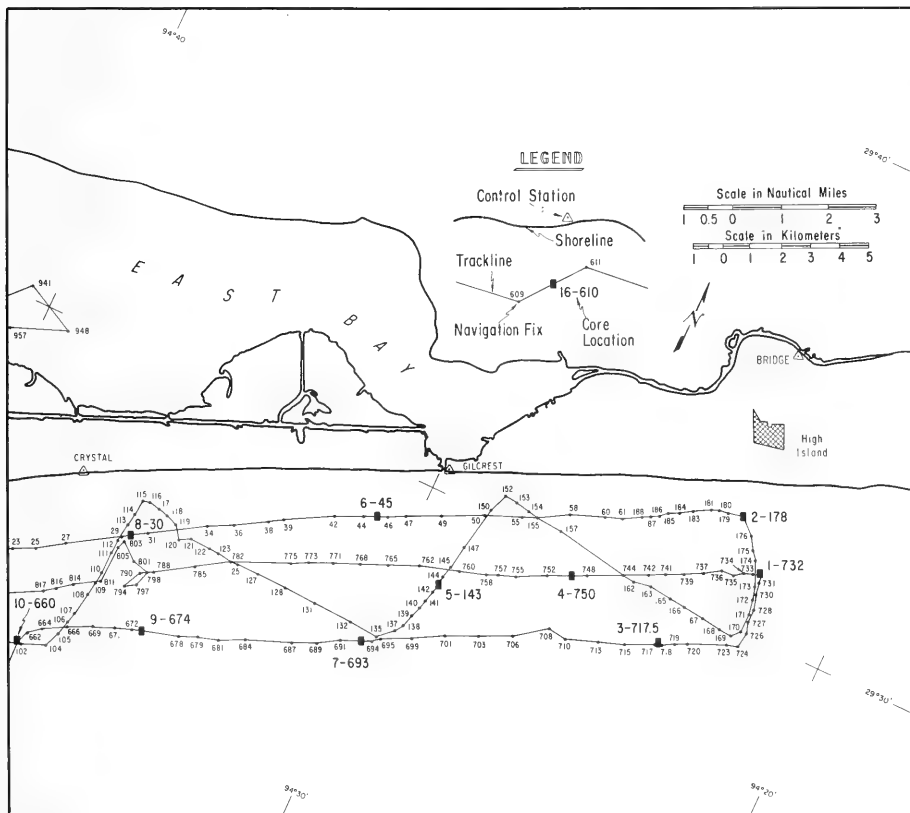 94°40'
29°40'
LEGEND
Control Station
Shoreline
Trackline
609
611
16-610
Navigation Fix
Core
Location
Scale in Nautical Miles
1 0.5 0 1 2 3
Scale in Kilometers
1 0 1 2 3 4 5
N
EAST BAY
941
948
957
BRIDGE
High
Island
CRYSTAL
GILCREST
115 116 17 118 119
114
113
152 153 154
150
6-45
8-30
2-178
23 25 27 29 31 34 36 38 39 42 44 46 47 49 50 55 155 58 60 61 188 87 186 185 184 183 181 180 179
112 803 120 121 122 123
111 805 801
157
147
176
175
174
110 790 788 785 782 775 773 771 768 765 762 145 760 755 752 748 744 742 741 737 734 733
1-732
817 816 814 811 798 25 127 144 758 739 736 735 173 731
109 794 797 128 142 5-143 4-750 162 163 730
108 141 165 172
10-660 107 131 140 166 171 728
106 139 67 727
664 666 669 672 9-674 132 138 168 170 726
662 105 67. 135 137 708 3-717.5 169
102 104 678 679 681 684 687 689 691 7-693 694 695 699 701 703 706 710 713 715 717 719 7.8 720 723 724
29°30'
94°30'
94°20'